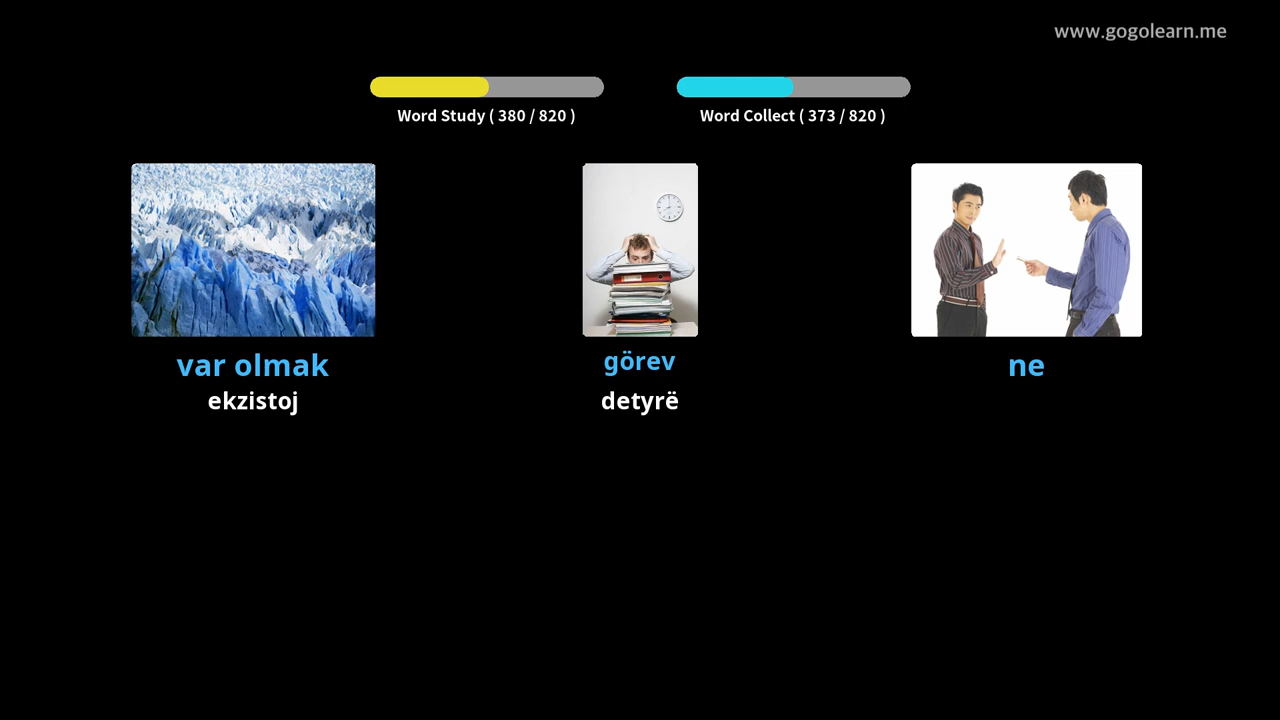 www.gogolearn.me
Word Study ( 380 / 820 )
Word Collect ( 373 / 820 )
var olmak
görev
ne
ekzistoj
detyrë